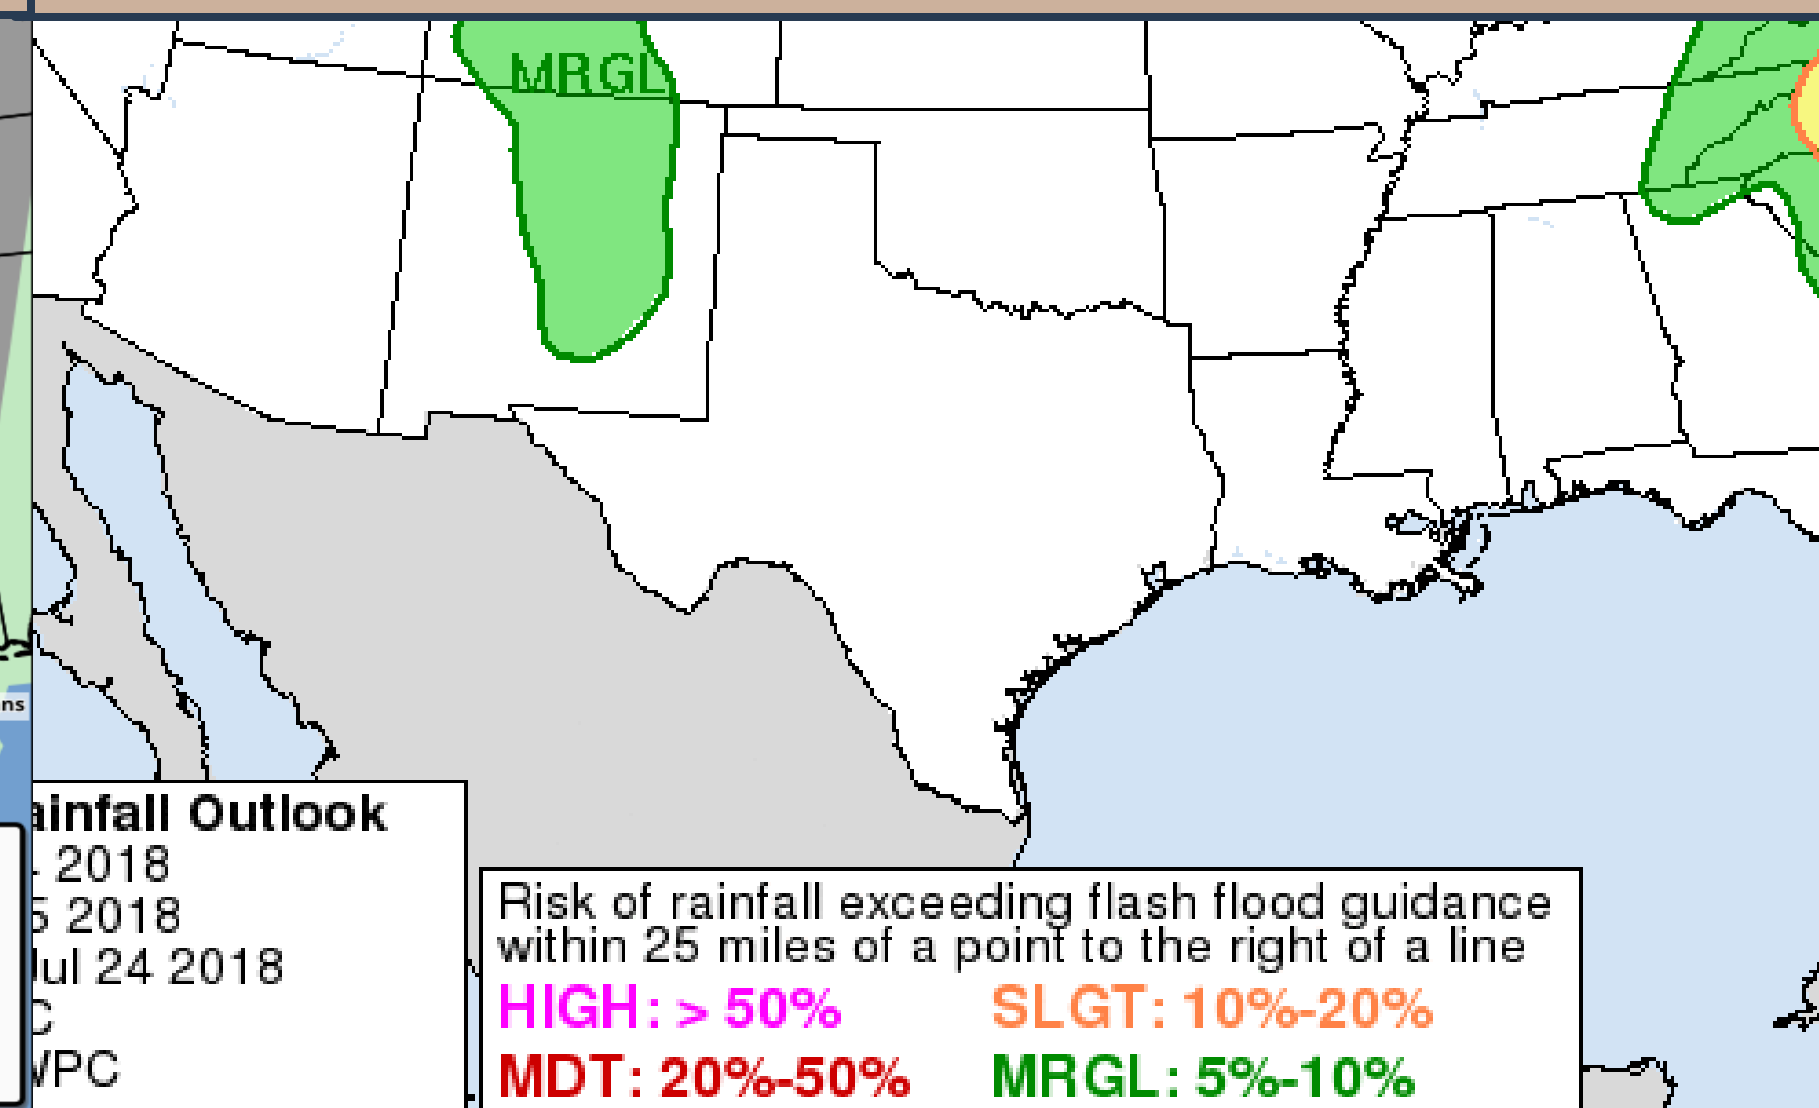 MRGL
ns
ainfall Outlook
2018
5 2018
Jul 24 2018
C
WPC
Risk of rainfall exceeding flash flood guidance
within 25 miles of a point to the right of a line
HIGH: > 50% SLGT: 10%-20%
MDT: 20%-50% MRGL: 5%-10%